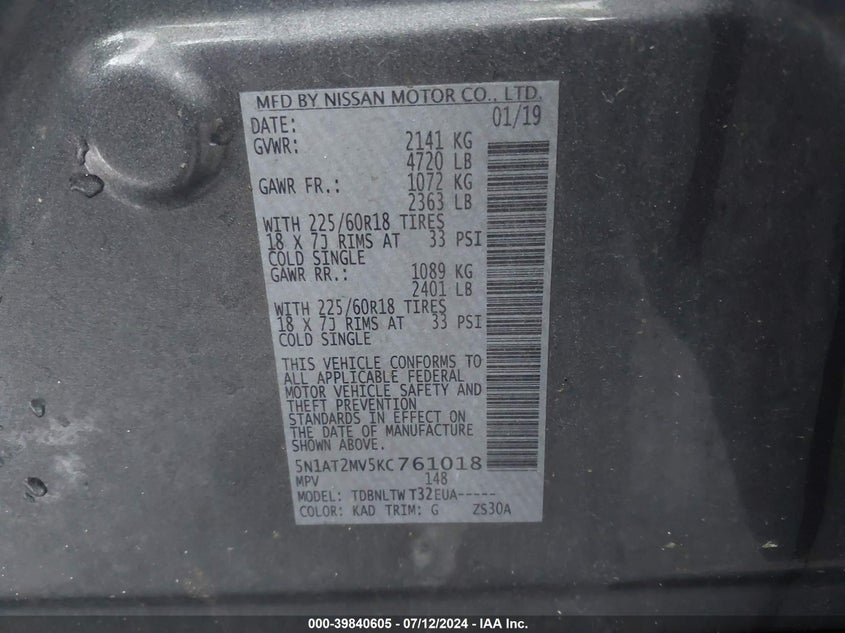 MFD BY NISSAN MOTOR CO., LTD.
DATE: 01/19
GVWR: 2141 KG
4720 LB
GAWR FR.: 1072 KG
2363 LB
WITH 225/60R18 TIRES
18 X 7J RIMS AT 33 PSI
COLD SINGLE
GAWR RR.: 1089 KG
2401 LB
WITH 225/60R18 TIRES
18 X 7J RIMS AT 33 PSI
COLD SINGLE
THIS VEHICLE CONFORMS TO
ALL APPLICABLE FEDERAL
MOTOR VEHICLE SAFETY AND
THEFT PREVENTION
STANDARDS IN EFFECT ON
THE DATE OF MANUFACTURE
SHOWN ABOVE.
5N1AT2MV5KC761018
MPV 148
MODEL: TDBNLTW T32EUA-----
COLOR: KAD TRIM: G ZS30A
000-39840605 - 07/12/2024 - IAA Inc.